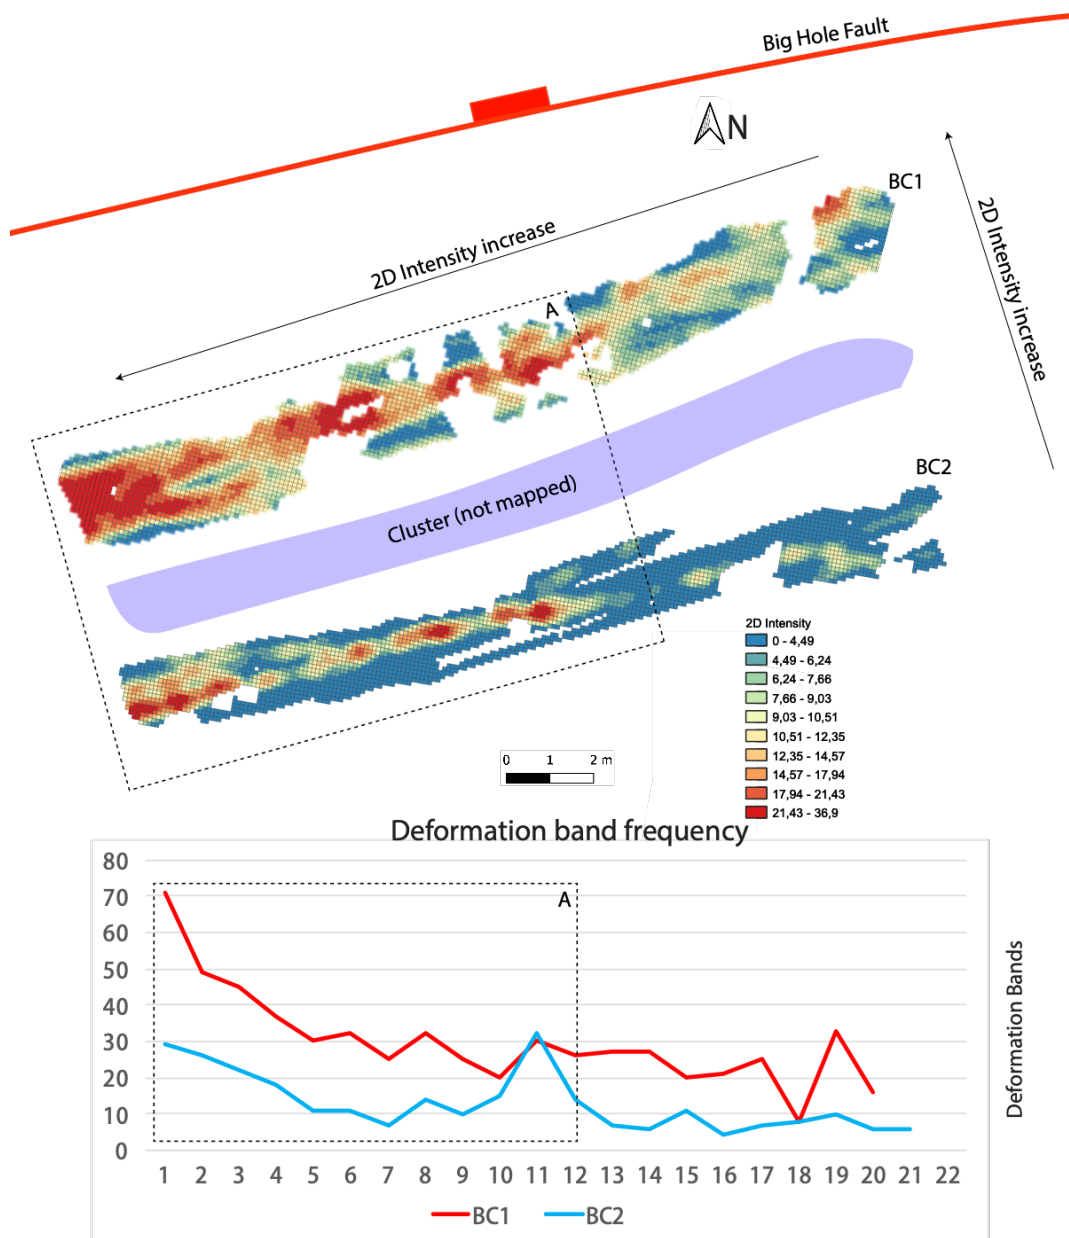 Big Hole Fault
N
BC1
2D Intensity increase
2D Intensity increase
A
Cluster (not mapped)
BC2
2D Intensity
0 - 4,49
4,49 - 6,24
6,24 - 7,66
7,66 - 9,03
9,03 - 10,51
10,51 - 12,35
12,35 - 14,57
14,57 - 17,94
17,94 - 21,43
21,43 - 36,9
0 1 2 m
Deformation band frequency
80
70
60
50
40
30
20
10
0
A
Deformation Bands
1 2 3 4 5 6 7 8 9 10 11 12 13 14 15 16 17 18 19 20 21 22
BC1 BC2